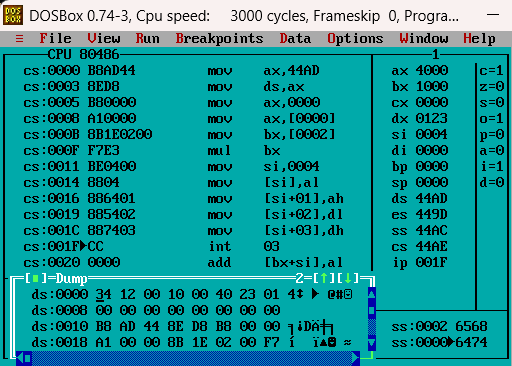 DOSBox 0.74-3, Cpu speed:    3000 cycles, Frameskip  0, Progra...
≡  File  View  Run  Breakpoints  Data  Options  Window  Help
CPU 80486 1
cs:0000 B8AD44 mov ax,44AD ax 4000 c=1
cs:0003 8ED8 mov ds,ax bx 1000 z=0
cs:0005 B80000 mov ax,0000 cx 0000 s=0
cs:0008 A10000 mov ax,[0000] dx 0123 o=1
cs:000B 8B1E0200 mov bx,[0002] si 0004 p=0
cs:000F F7E3 mul bx di 0000 a=0
cs:0011 BE0400 mov si,0004 bp 0000 i=1
cs:0014 8804 mov [si],al sp 0000 d=0
cs:0016 886401 mov [si+01],ah ds 44AD
cs:0019 885402 mov [si+02],dl es 449D
cs:001C 887403 mov [si+03],dh ss 44AC
cs:001F►CC int 03 cs 44AE
cs:0020 0000 add [bx+si],al ip 001F
[■]=Dump 2=[↑][↓]
ds:0000 34 12 00 10 00 40 23 01 4↕ ► @#☺
ds:0008 00 00 00 00 00 00 00 00
ds:0010 B8 AD 44 8E D8 B8 00 00 ╕¡DÄ╪╕ ss:0002 6568
ds:0018 A1 00 00 8B 1E 02 00 F7 í  ï▲☻ ≈ ss:0000►6474